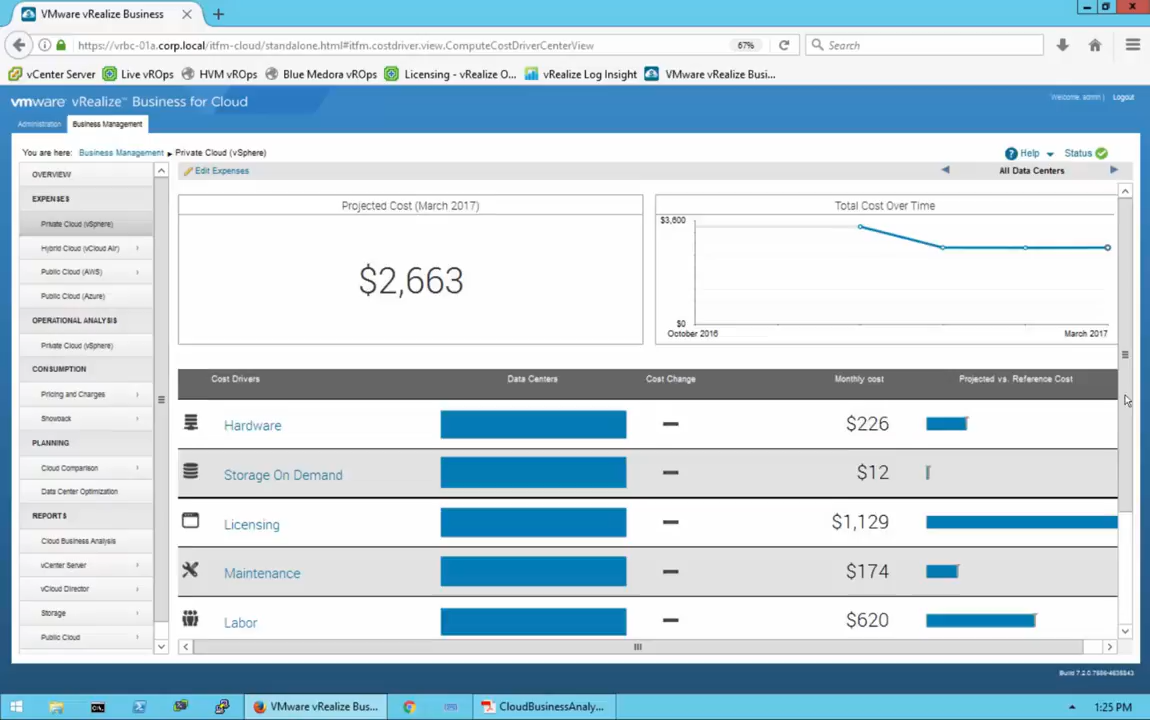 VMware vRealize Business
https://vrbc-01a.corp.local/itfm-cloud/standalone.html#itfm.costdriver.view.ComputeCostDriverCenterView
67%
Search
vCenter Server
Live vROps
HVM vROps
Blue Medora vROps
Licensing - vRealize O...
vRealize Log Insight
VMware vRealize Busi...
vmware vRealize™ Business for Cloud
Welcome, admin |
Logout
Administration
Business Management
You are here: Business Management ▸ Private Cloud (vSphere)
Help
Status
Edit Expenses
All Data Centers
OVERVIEW
EXPENSES
Private Cloud (vSphere)
Hybrid Cloud (vCloud Air)
Public Cloud (AWS)
Public Cloud (Azure)
OPERATIONAL ANALYSIS
Private Cloud (vSphere)
CONSUMPTION
Pricing and Charges
Showback
PLANNING
Cloud Comparison
Data Center Optimization
REPORTS
Cloud Business Analysis
vCenter Server
vCloud Director
Storage
Public Cloud
Projected Cost (March 2017)
$2,663
Total Cost Over Time
$3,600
$0
October 2016
March 2017
Cost Drivers
Data Centers
Cost Change
Monthly cost
Projected vs. Reference Cost
Hardware
$226
Storage On Demand
$12
Licensing
$1,129
Maintenance
$174
Labor
$620
VMware vRealize Bus...
CloudBusinessAnaly...
1:25 PM